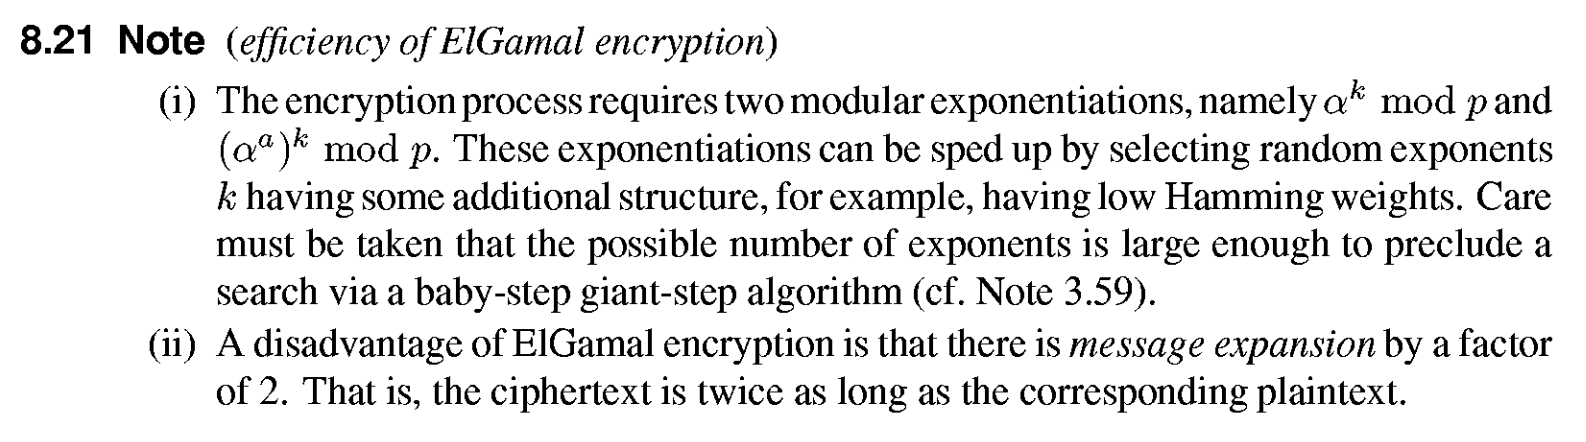 8.21 Note (efficiency of ElGamal encryption)
(i) The encryption process requires two modular exponentiations, namely α^k mod p and
(α^a)^k mod p. These exponentiations can be sped up by selecting random exponents
k having some additional structure, for example, having low Hamming weights. Care
must be taken that the possible number of exponents is large enough to preclude a
search via a baby-step giant-step algorithm (cf. Note 3.59).
(ii) A disadvantage of ElGamal encryption is that there is message expansion by a factor
of 2. That is, the ciphertext is twice as long as the corresponding plaintext.